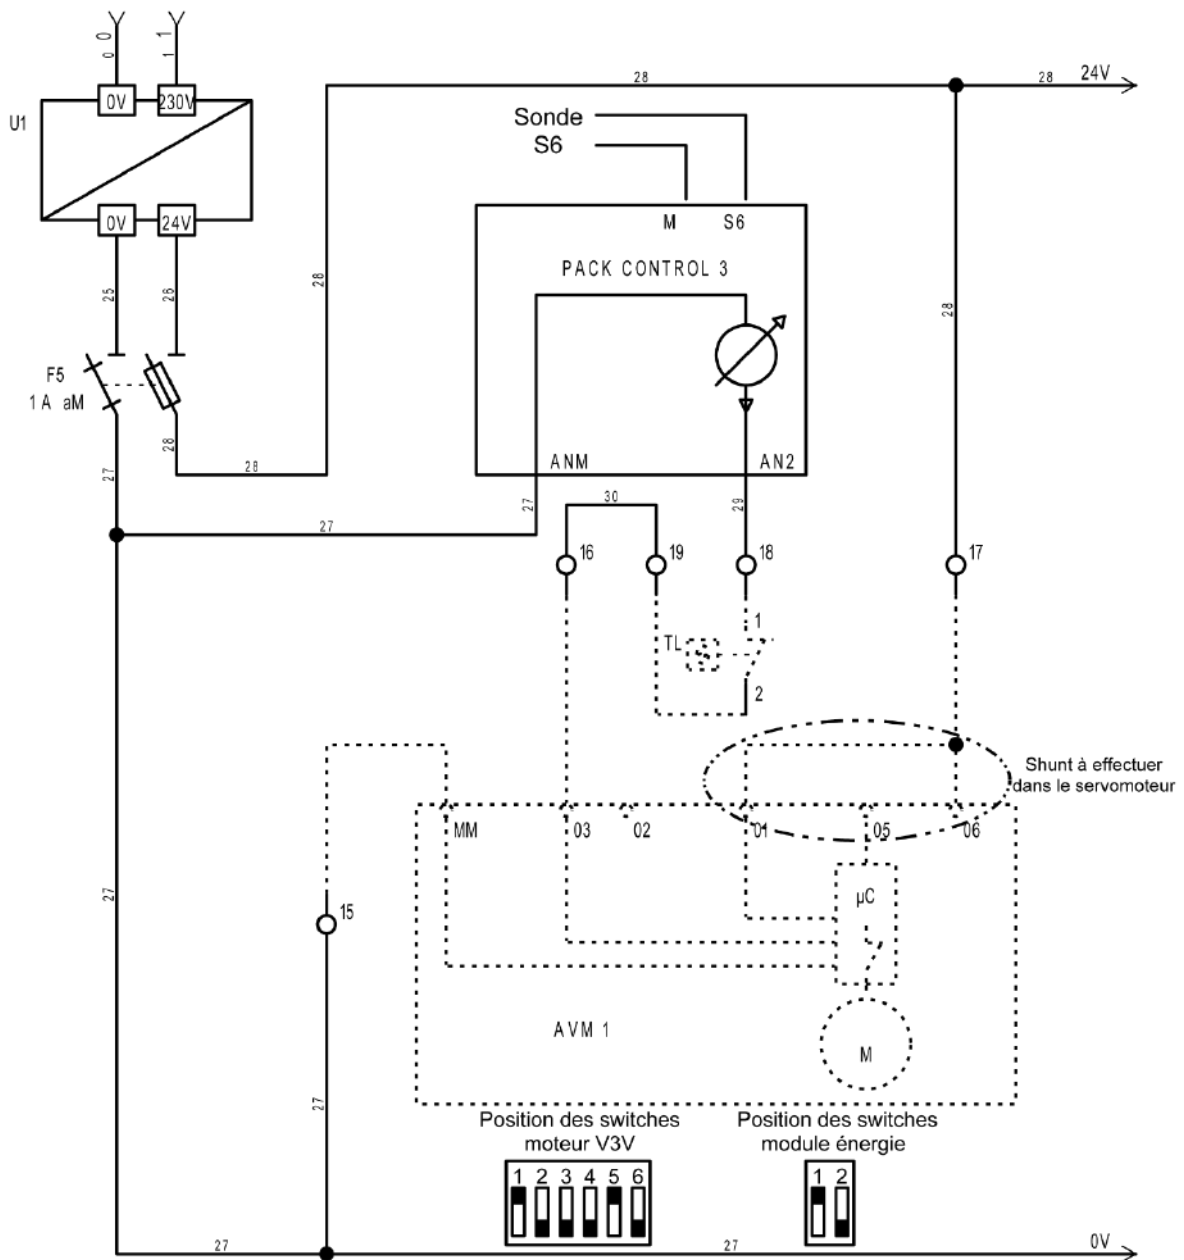 0 0
1 1
28
28
24V
0V
230V
U1
Sonde
S6
0V
24V
M
S6
PACK CONTROL 3
25
26
28
28
F5
1 A aM
28
28
27
ANM
AN2
27
29
30
27
16
19
18
17
1
TL
2
Shunt à effectuer
dans le servomoteur
MM
03
02
01
05
06
µC
27
15
AVM 1
M
27
Position des switches
moteur V3V
Position des switches
module énergie
1 2 3 4 5 6
1 2
27
27
0V